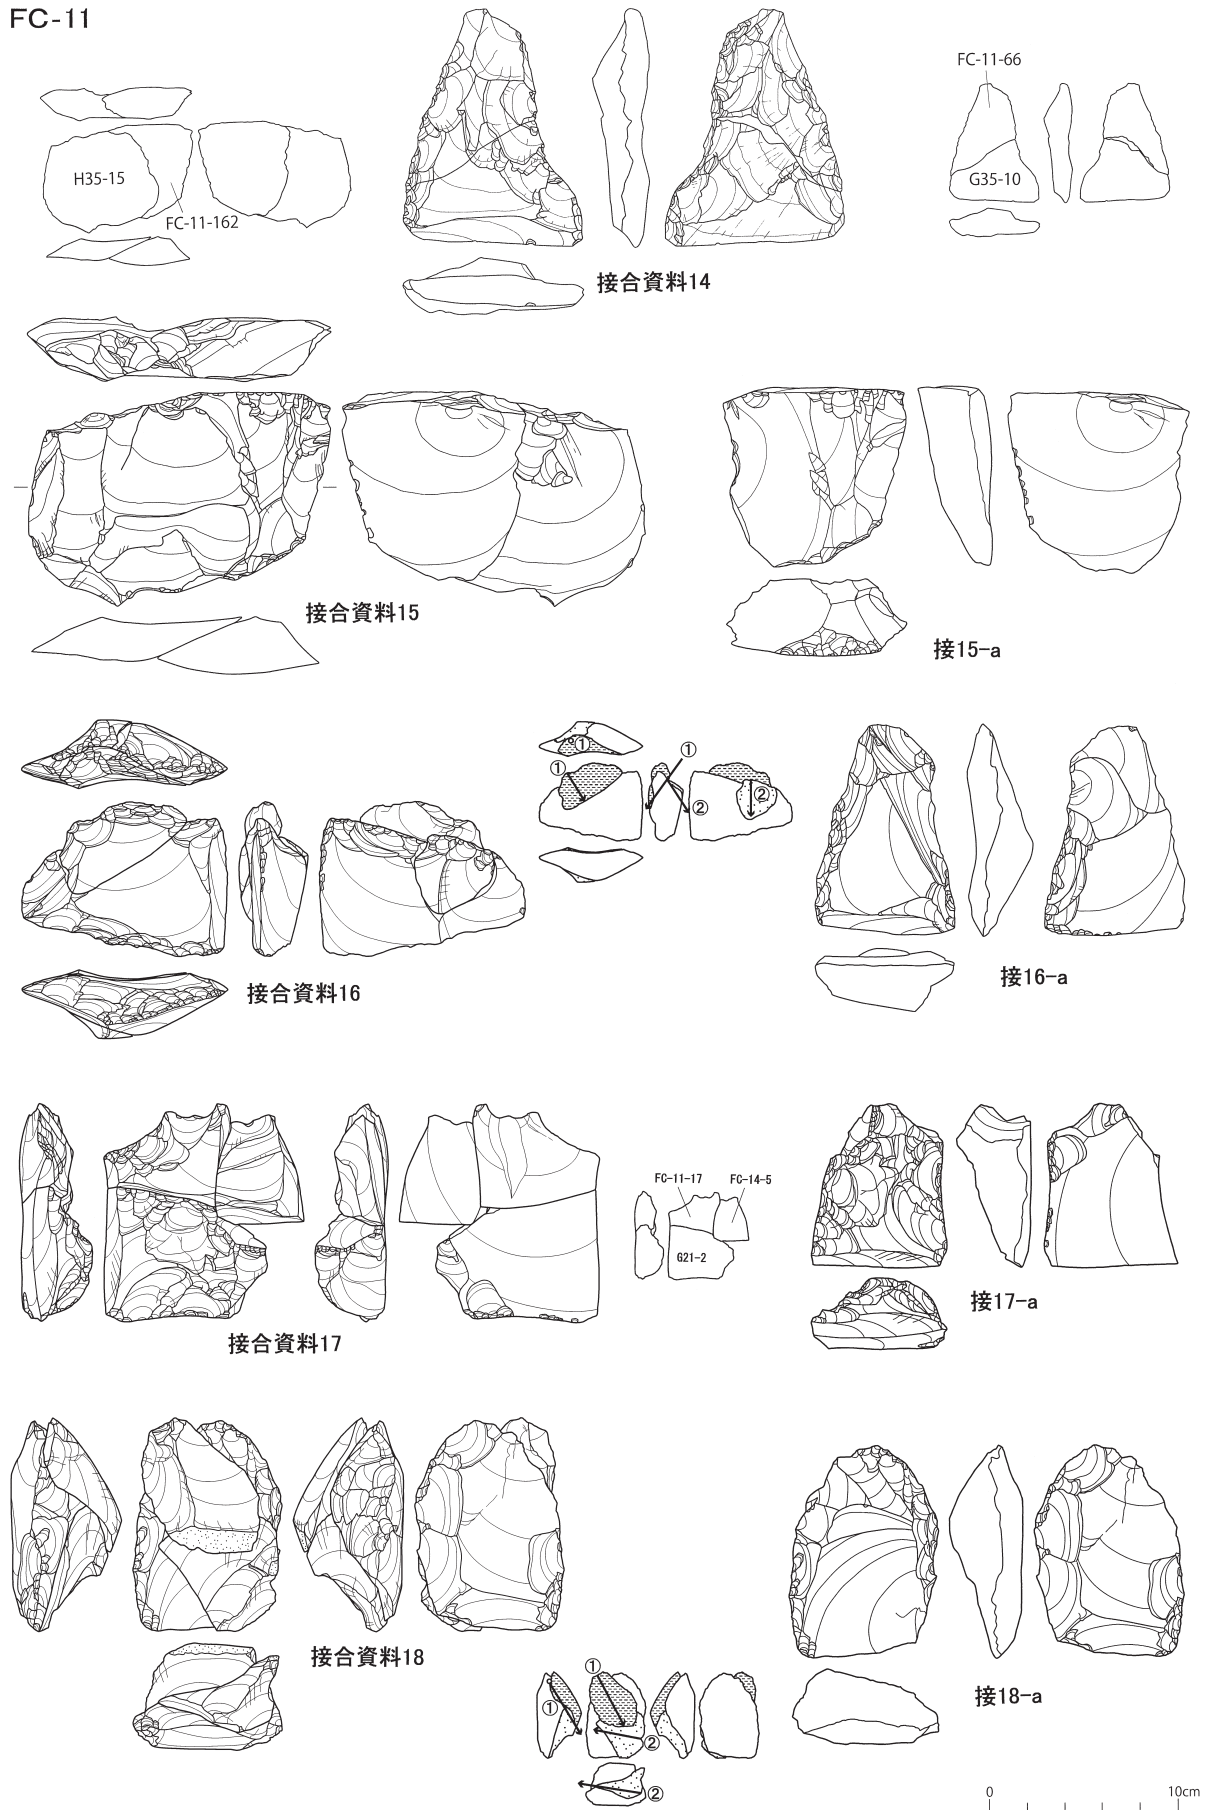 FC-11
FC-11-66
H35-15
G35-10
FC-11-162
接合資料14
接合資料15
接15-a
①
①
①
②
②
接合資料16
接16-a
FC-11-17
FC-14-5
G21-2
接合資料17
接17-a
接合資料18
①
①
②
②
接18-a
0
10cm